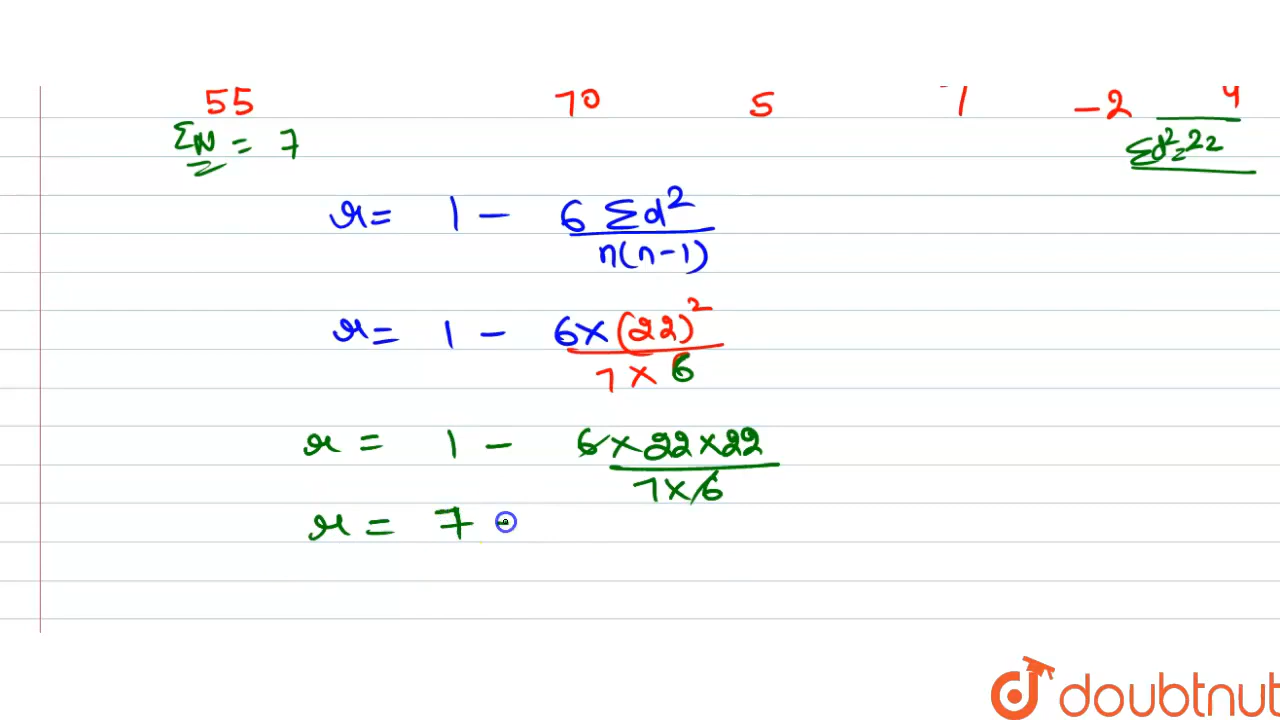 55 70 5 7 -2 4
ΣN = 7 Σd²=22
r = 1 - 6 Σd² / n(n-1)
r = 1 - 6 × (22)² / 7 × 6
r = 1 - 6 × 22 × 22 / 7 × 6
r = 7 -
doubtnut